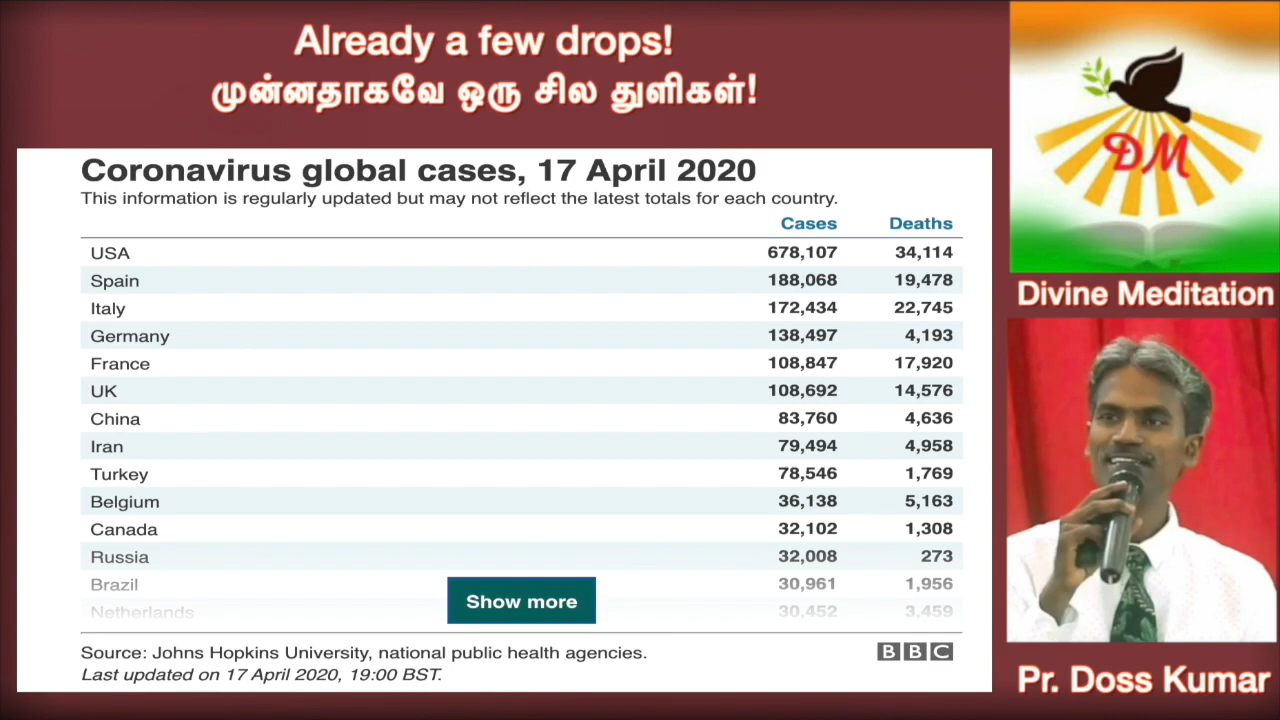 Already a few drops!
முன்னதாகவே ஒரு சில துளிகள்!
Coronavirus global cases, 17 April 2020
This information is regularly updated but may not reflect the latest totals for each country.
Cases Deaths
USA 678,107 34,114
Spain 188,068 19,478
Italy 172,434 22,745
Germany 138,497 4,193
France 108,847 17,920
UK 108,692 14,576
China 83,760 4,636
Iran 79,494 4,958
Turkey 78,546 1,769
Belgium 36,138 5,163
Canada 32,102 1,308
Russia 32,008 273
Brazil 30,961 1,956
Netherlands 30,452 3,459
Show more
Source: Johns Hopkins University, national public health agencies.
Last updated on 17 April 2020, 19:00 BST.
BBC
DM
Divine Meditation
Pr. Doss Kumar